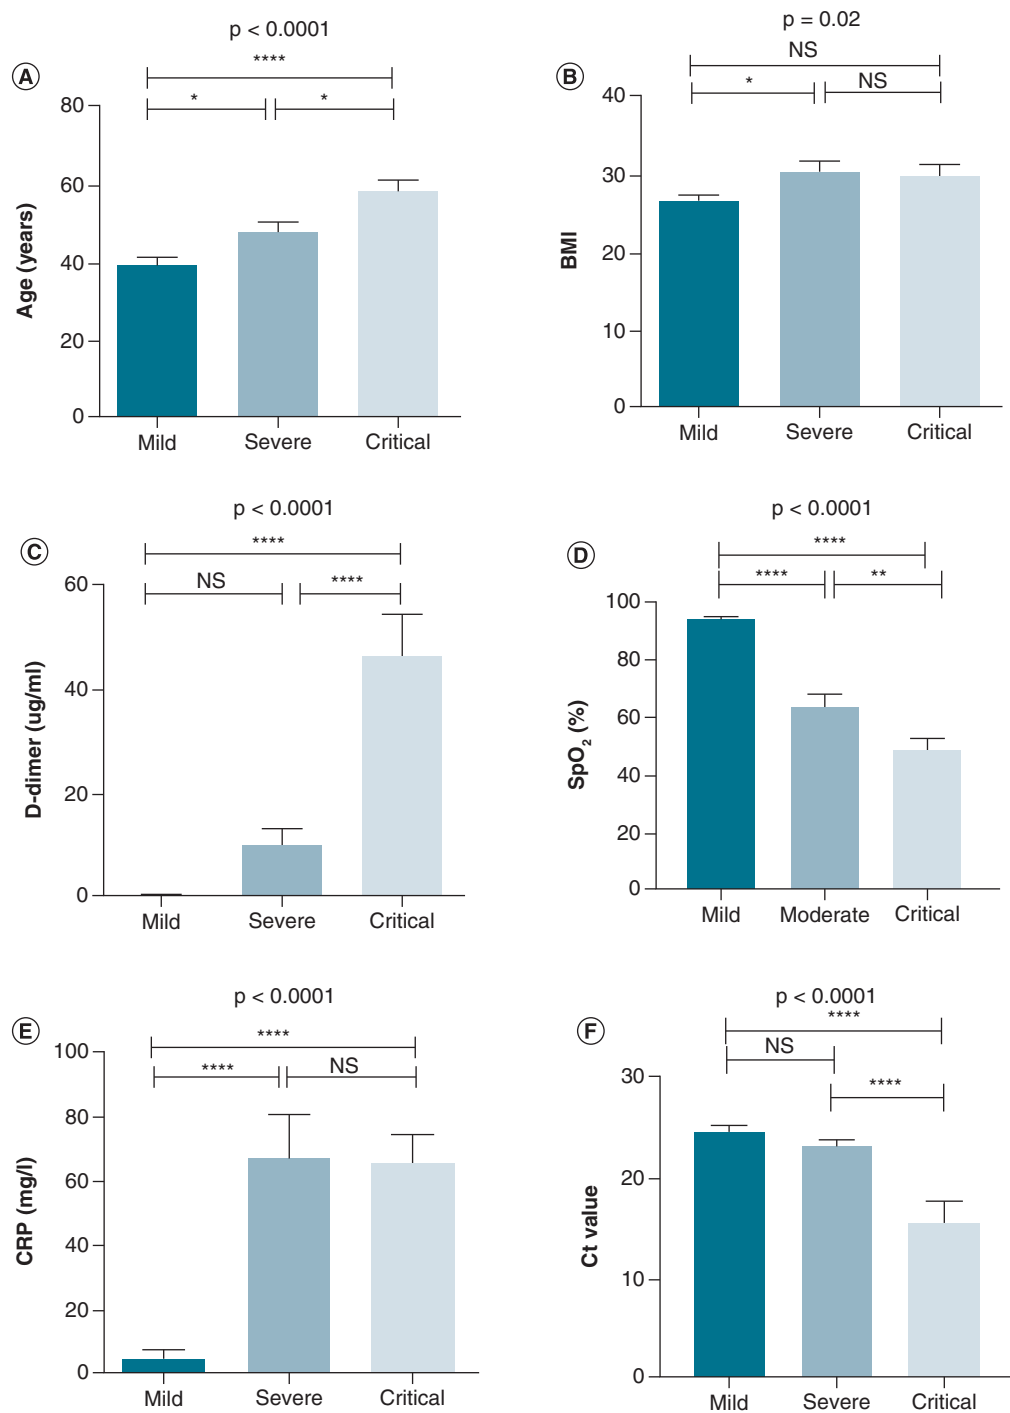 A
p < 0.0001
****
*
*
Age (years)
80
60
40
20
0
Mild
Severe
Critical
B
p = 0.02
NS
*
NS
BMI
40
30
20
10
0
Mild
Severe
Critical
C
p < 0.0001
****
NS
****
D-dimer (ug/ml)
60
40
20
0
Mild
Severe
Critical
D
p < 0.0001
****
****
**
SpO2 (%)
100
80
60
40
20
0
Mild
Moderate
Critical
E
p < 0.0001
****
****
NS
CRP (mg/l)
100
80
60
40
20
0
Mild
Severe
Critical
F
p < 0.0001
****
NS
****
Ct value
30
20
10
0
Mild
Severe
Critical